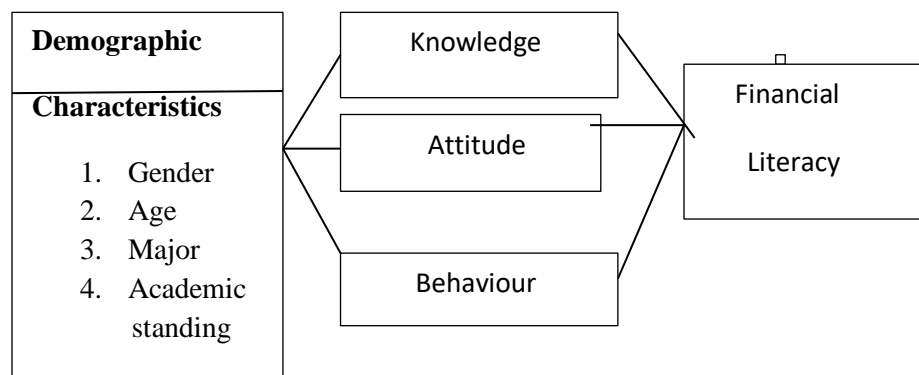 Demographic
Characteristics
1. Gender
2. Age
3. Major
4. Academic
standing
Knowledge
Attitude
Behaviour
Financial
Literacy